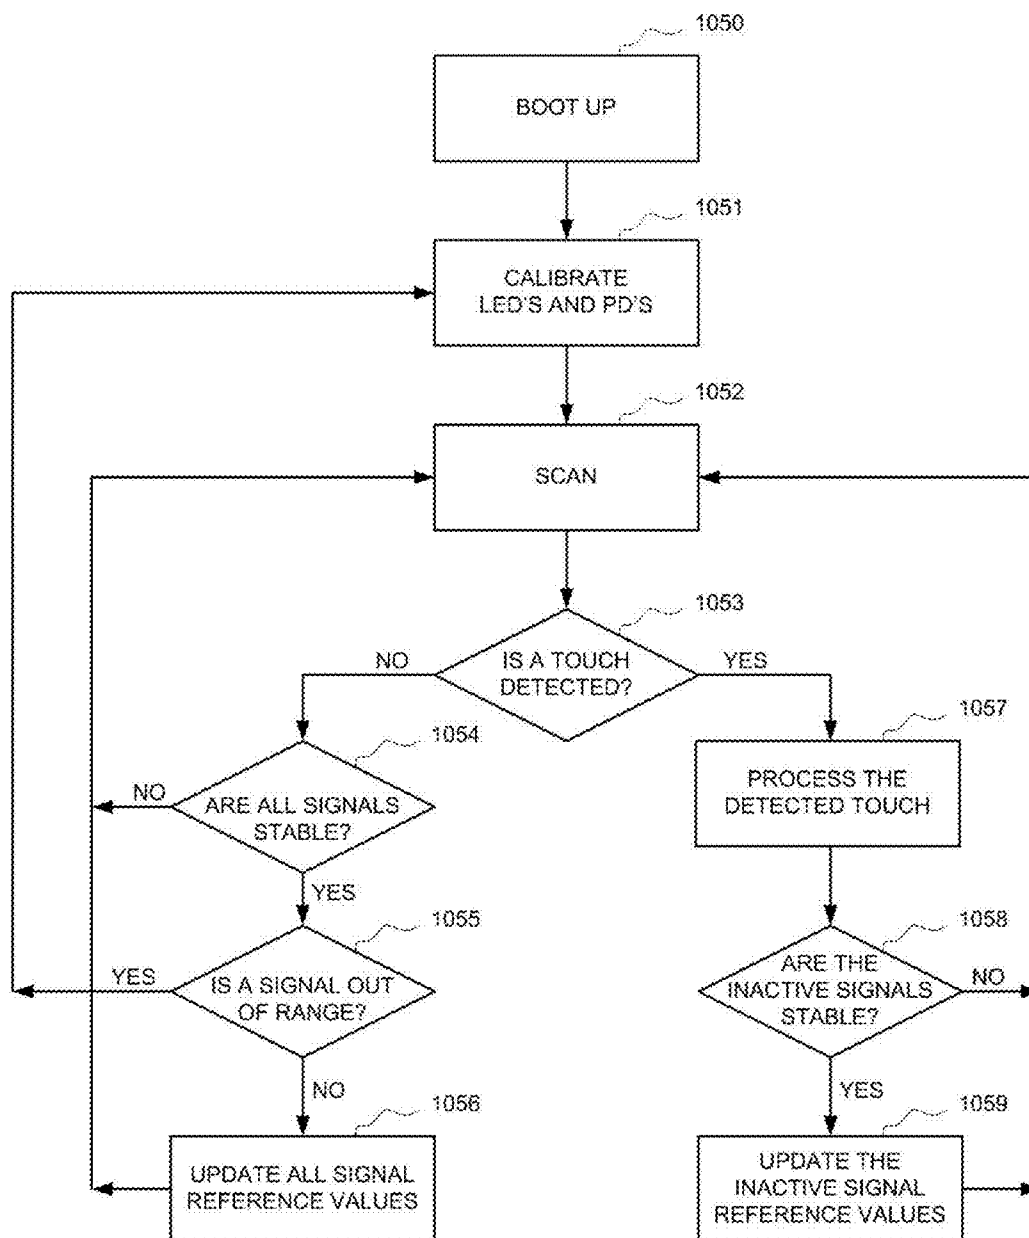 1050
BOOT UP
1051
CALIBRATE
LED'S AND PD'S
1052
SCAN
1053
IS A TOUCH
DETECTED?
NO
YES
1054
ARE ALL SIGNALS
STABLE?
NO
YES
1057
PROCESS THE
DETECTED TOUCH
1055
IS A SIGNAL OUT
OF RANGE?
YES
NO
1058
ARE THE
INACTIVE SIGNALS
STABLE?
NO
YES
1056
UPDATE ALL SIGNAL
REFERENCE VALUES
1059
UPDATE THE
INACTIVE SIGNAL
REFERENCE VALUES